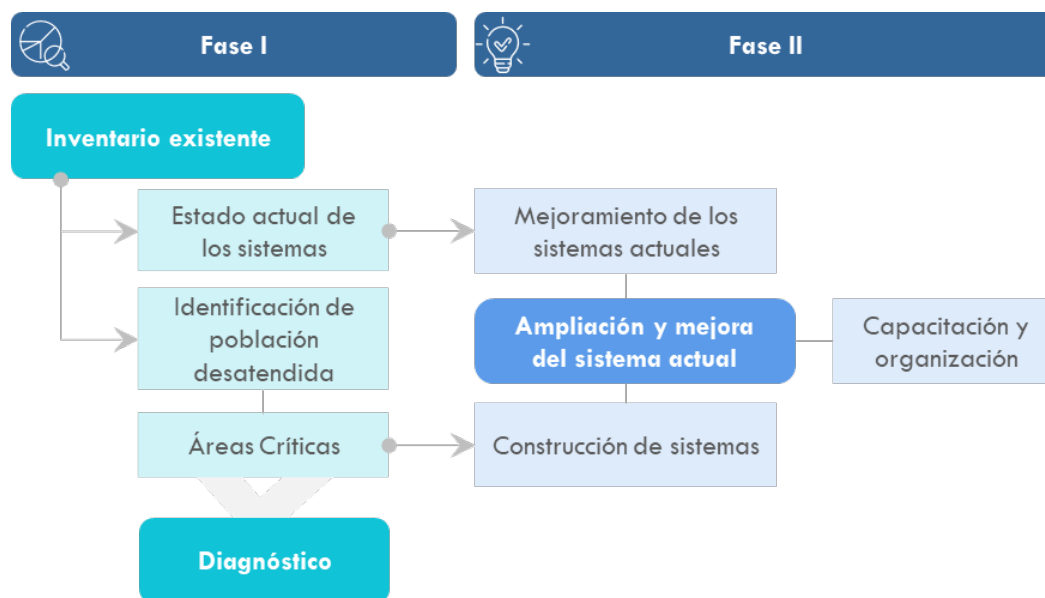 Fase I
Fase II
Inventario existente
Estado actual de
los sistemas
Mejoramiento de los
sistemas actuales
Identificación de
población
desatendida
Ampliación y mejora
del sistema actual
Capacitación y
organización
Áreas Críticas
Construcción de sistemas
Diagnóstico